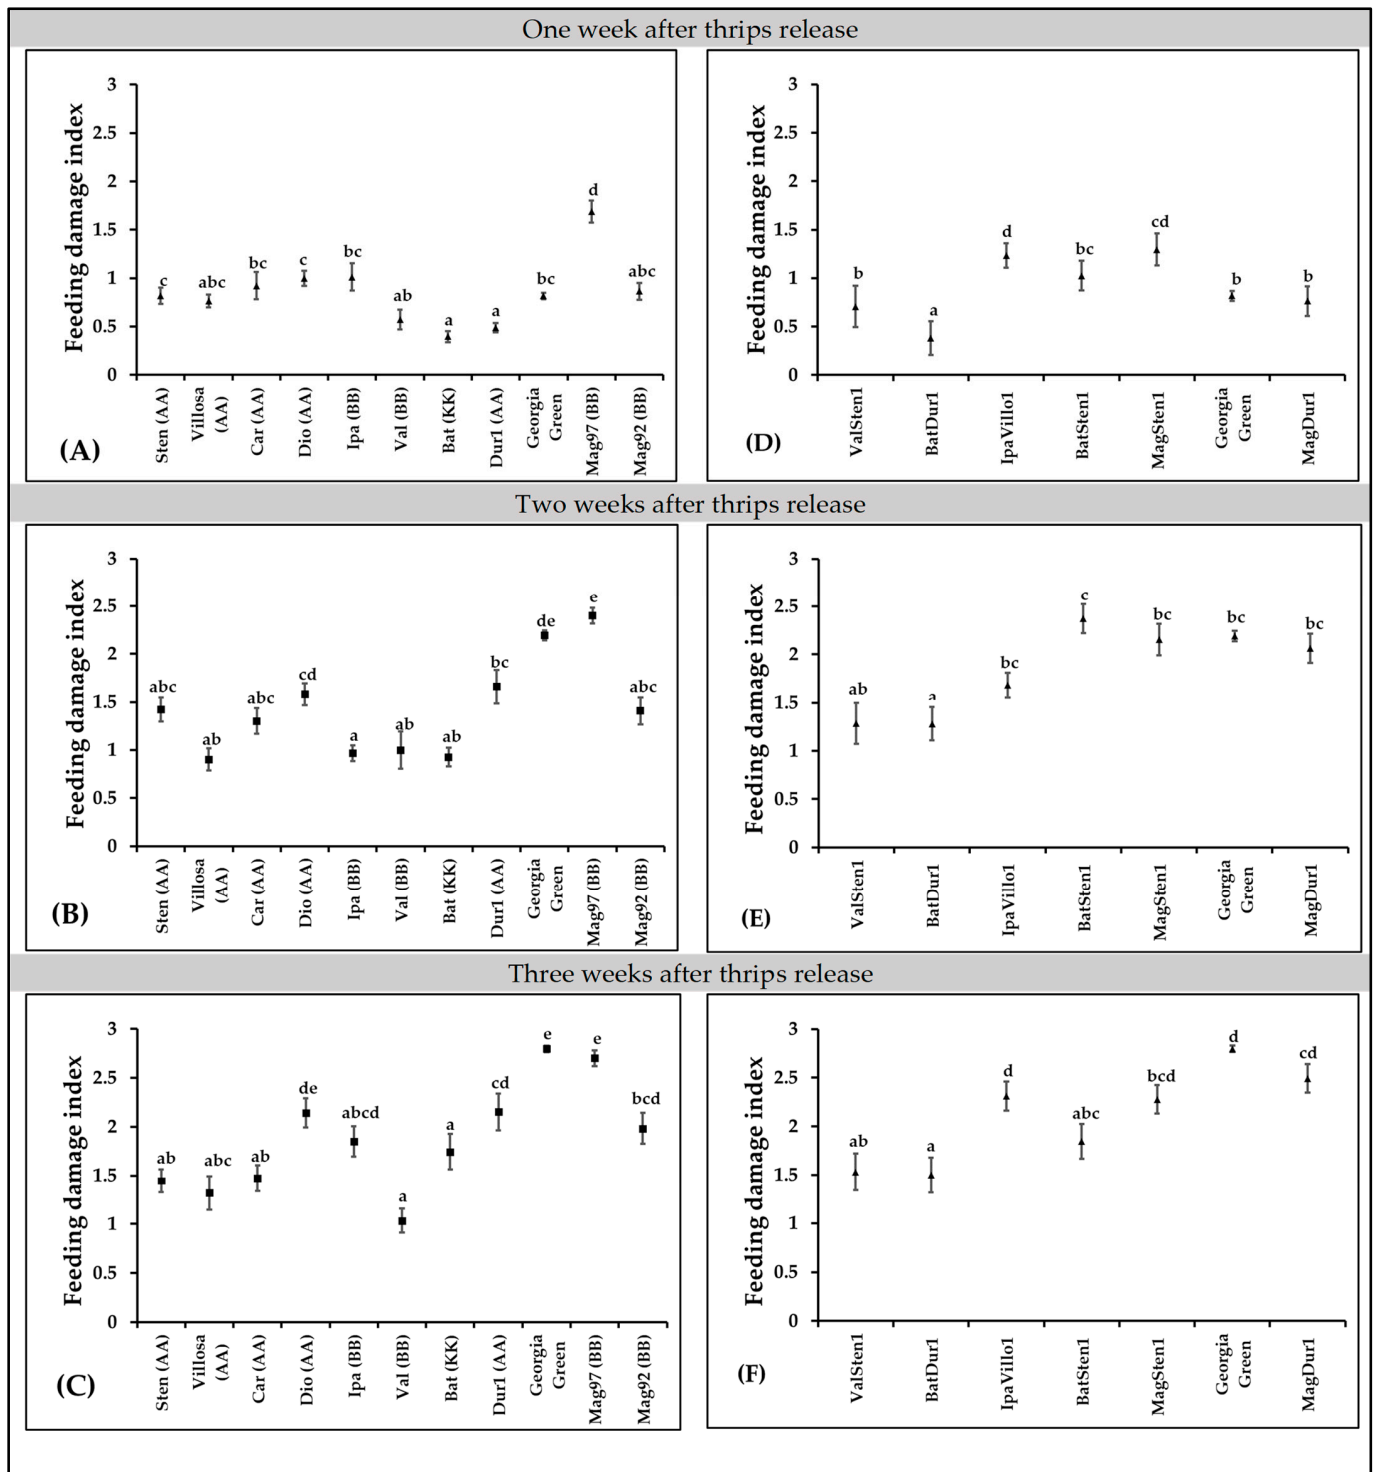 One week after thrips release
Feeding damage index
3
2.5
2
1.5
1
0.5
0
c
abc
bc
c
bc
ab
a
a
bc
d
abc
Sten (AA)
Villosa
(AA)
Car (AA)
Dio (AA)
Ipa (BB)
Val (BB)
Bat (KK)
Dur1 (AA)
Georgia
Green
Mag97 (BB)
Mag92 (BB)
(A)
Feeding damage index
3
2.5
2
1.5
1
0.5
0
b
a
d
bc
cd
b
b
ValSten1
BatDur1
IpaVillo1
BatSten1
MagSten1
Georgia
Green
MagDur1
(D)
Two weeks after thrips release
Feeding damage index
3
2.5
2
1.5
1
0.5
0
abc
ab
abc
cd
a
ab
ab
bc
de
e
abc
Sten (AA)
Villosa
(AA)
Car (AA)
Dio (AA)
Ipa (BB)
Val (BB)
Bat (KK)
Dur1 (AA)
Georgia
Green
Mag97 (BB)
Mag92 (BB)
(B)
Feeding damage index
3
2.5
2
1.5
1
0.5
0
ab
a
bc
c
bc
bc
bc
ValSten1
BatDur1
IpaVillo1
BatSten1
MagSten1
Georgia
Green
MagDur1
(E)
Three weeks after thrips release
Feeding damage index
3
2.5
2
1.5
1
0.5
0
ab
abc
ab
de
abcd
a
a
cd
e
e
bcd
Sten (AA)
Villosa
(AA)
Car (AA)
Dio (AA)
Ipa (BB)
Val (BB)
Bat (KK)
Dur1 (AA)
Georgia
Green
Mag97 (BB)
Mag92 (BB)
(C)
Feeding damage index
3
2.5
2
1.5
1
0.5
0
ab
a
d
abc
bcd
d
cd
ValSten1
BatDur1
IpaVillo1
BatSten1
MagSten1
Georgia
Green
MagDur1
(F)